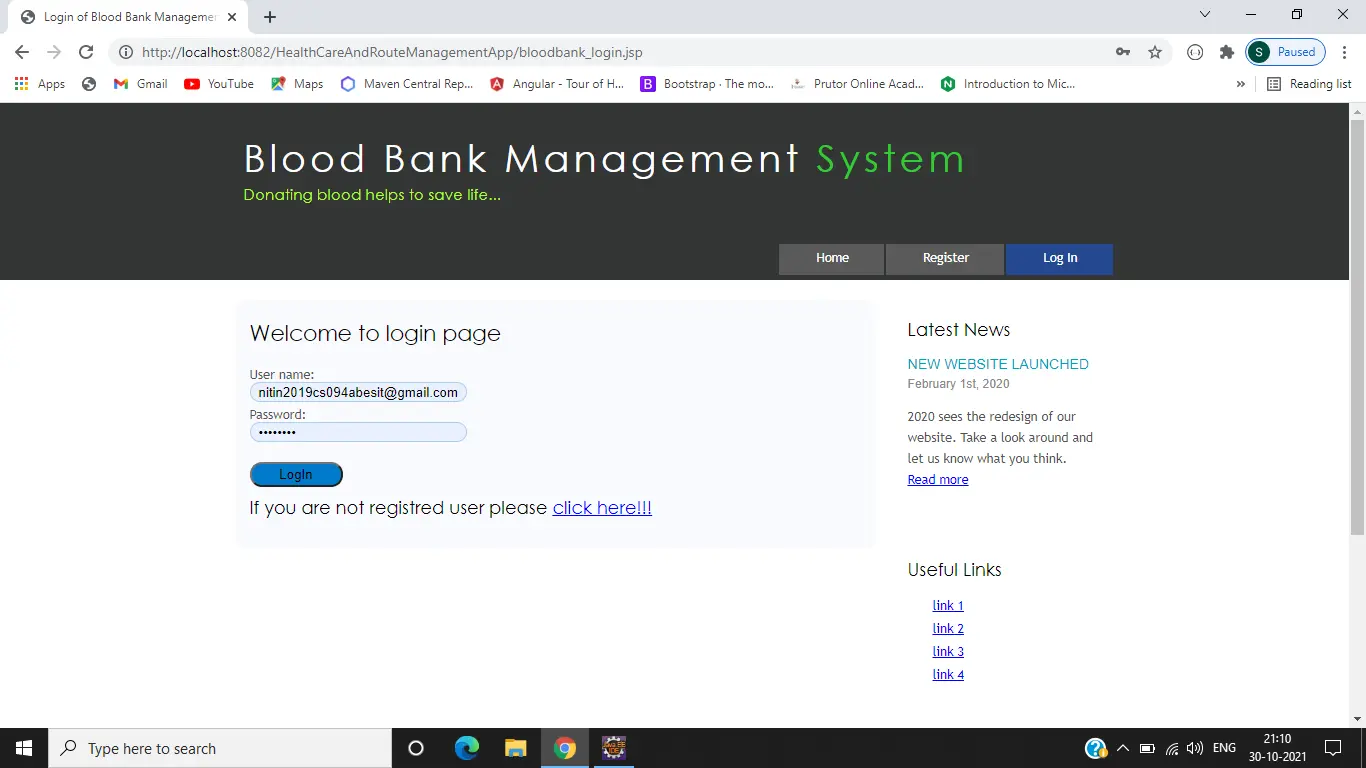 Login of Blood Bank Managemen
http://localhost:8082/HealthCareAndRouteManagementApp/bloodbank_login.jsp
S Paused
Apps Gmail YouTube Maps Maven Central Rep... Angular - Tour of H... Bootstrap · The mo... Prutor Online Acad... Introduction to Mic... » Reading list
Blood Bank Management System
Donating blood helps to save life...
Home Register Log In
Welcome to login page
User name:
nitin2019cs094abesit@gmail.com
Password:
••••••••
LogIn
If you are not registred user please click here!!!
Latest News
NEW WEBSITE LAUNCHED
February 1st, 2020
2020 sees the redesign of our
website. Take a look around and
let us know what you think.
Read more
Useful Links
link 1
link 2
link 3
link 4
Type here to search
ENG
21:10
30-10-2021